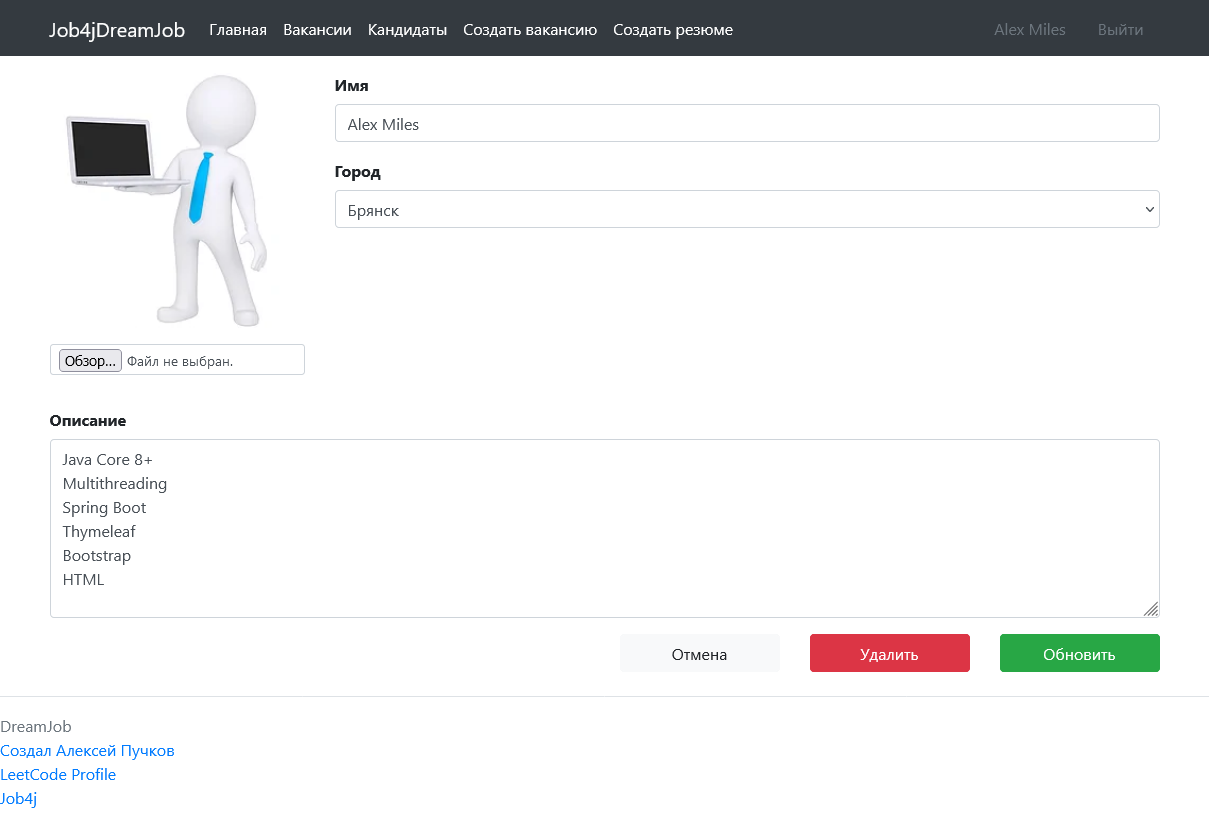 Job4jDreamJob Главная Вакансии Кандидаты Создать вакансию Создать резюме Alex Miles Выйти
Имя
Alex Miles
Город
Брянск
Обзор... Файл не выбран.
Описание
Java Core 8+
Multithreading
Spring Boot
Thymeleaf
Bootstrap
HTML
Отмена Удалить Обновить
DreamJob
Создал Алексей Пучков
LeetCode Profile
Job4j